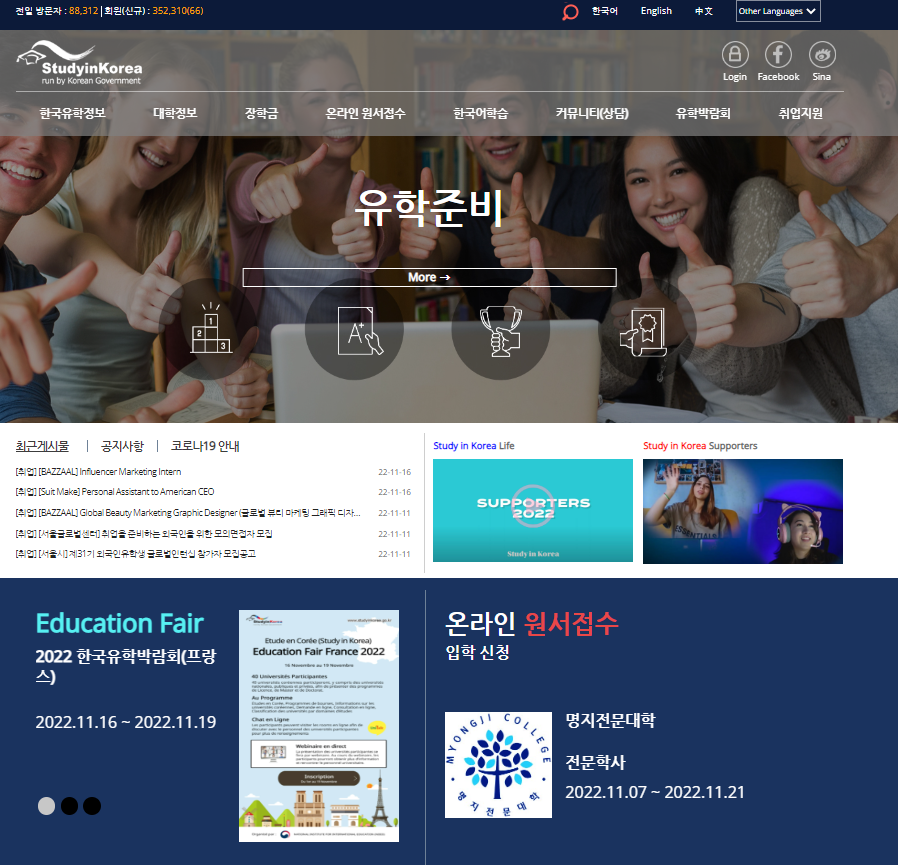 전일 방문자 : 88,312 | 회원(신규) : 352,310(66)
한국어 English 中文 Other Languages
StudyinKorea
run by Korean Government
Login Facebook Sina
한국유학정보 대학정보 장학금 온라인 원서접수 한국어학습 커뮤니티(상담) 유학박람회 취업지원
유학준비
More →
1
2
3
A+
최근게시물 | 공지사항 | 코로나19 안내
[취업] [BAZZAAL] Influencer Marketing Intern 22-11-16
[취업] [Suit Make] Personal Assistant to American CEO 22-11-16
[취업] [BAZZAAL] Global Beauty Marketing Graphic Designer (글로벌 뷰티 마케팅 그래픽 디자... 22-11-11
[취업] [서울글로벌센터] 취업을 준비하는 외국인을 위한 모의면접자 모집 22-11-11
[취업] [서울시] 제31기 외국인유학생 글로벌인턴십 참가자 모집공고 22-11-11
Study in Korea Life
SUPPORTERS
2022
Study in Korea
Study in Korea Supporters
ESSENTIALS
Education Fair
2022 한국유학박람회(프랑
스)
2022.11.16 ~ 2022.11.19
StudyinKorea
www.studyinkorea.go.kr
Etude en Corée (Study in Korea)
Education Fair France 2022
16 Novembre au 19 Novembre
40 Universités Participantes
Au Programme
Chat en Ligne
Webinaire en direct
Inscription
온라인 원서접수
입학 신청
MYONGJI COLLEGE
명지전문대학
명지전문대학
전문학사
2022.11.07 ~ 2022.11.21